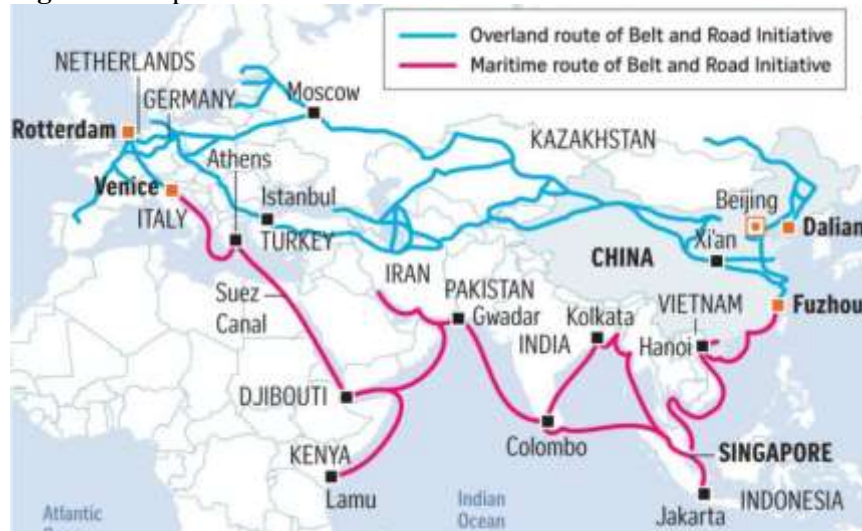 Overland route of Belt and Road Initiative
Maritime route of Belt and Road Initiative
NETHERLANDS
GERMANY
Moscow
Rotterdam
KAZAKHSTAN
Athens
Venice
Istanbul
Beijing
ITALY
TURKEY
Dalian
CHINA
Xi'an
IRAN
PAKISTAN
Suez
Canal
Gwadar
Kolkata
VIETNAM
Fuzhou
INDIA
Hanoi
DJIBOUTI
KENYA
Colombo
SINGAPORE
Lamu
Indian
Ocean
Jakarta
INDONESIA
Atlantic